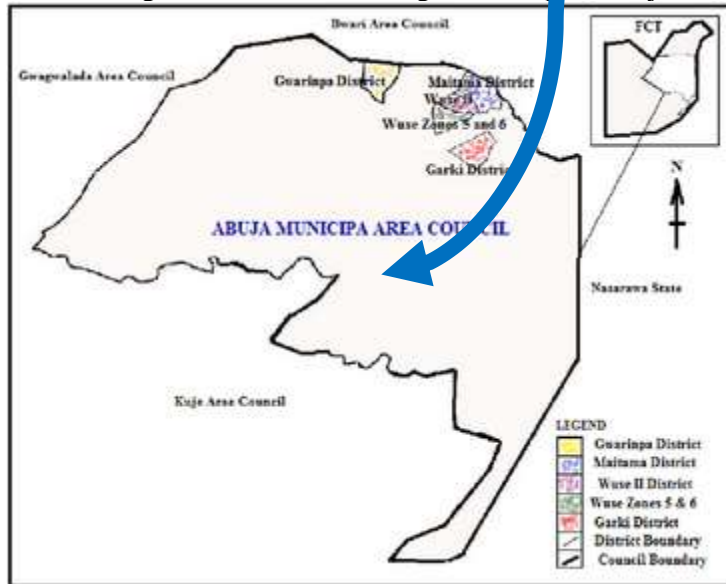 Bwari Area Council
FCT
Gwagwalada Area Council
Gwarinpa District
Maitama District
Wuse II
Wuse Zones 5 and 6
Garki District
N
ABUJA MUNICIPA AREA COUNCIL
Nasarawa State
Kuje Area Council
LEGEND
Gwarinpa District
Maitama District
Wuse II District
Wuse Zones 5 & 6
Garki District
District Boundary
Council Boundary